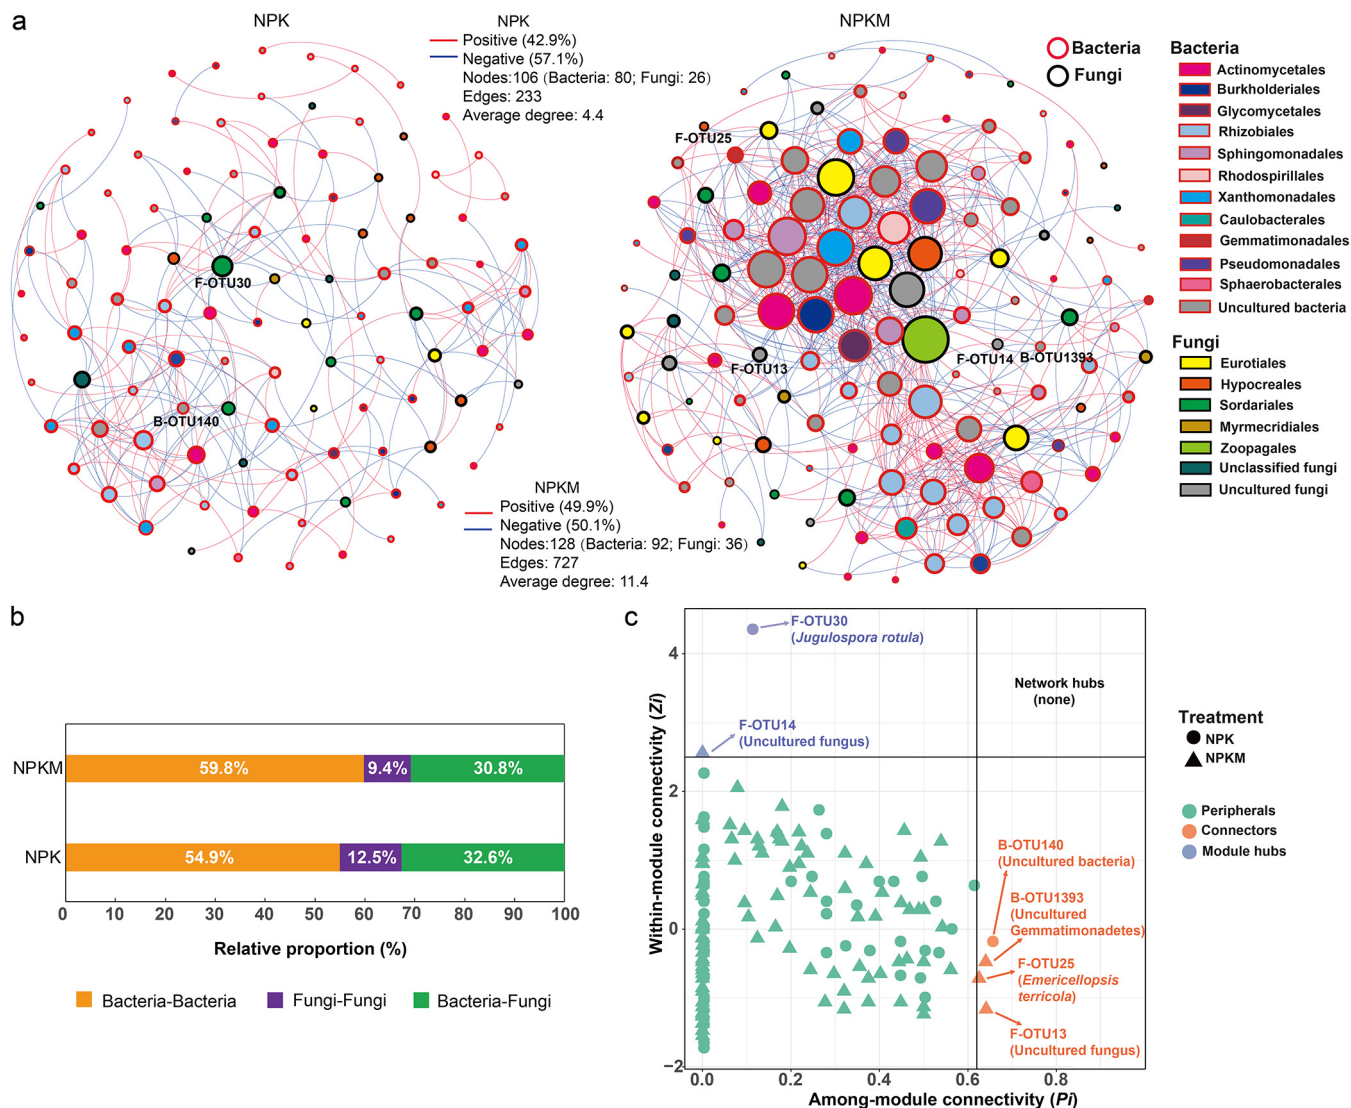 a
NPK
NPK
Positive (42.9%)
Negative (57.1%)
Nodes:106 (Bacteria: 80; Fungi: 26)
Edges: 233
Average degree: 4.4
F-OTU30
B-OTU140
NPKM
Positive (49.9%)
Negative (50.1%)
Nodes:128 (Bacteria: 92; Fungi: 36)
Edges: 727
Average degree: 11.4
NPKM
F-OTU25
F-OTU13
F-OTU14
B-OTU1393
Bacteria
Fungi
Bacteria
Actinomycetales
Burkholderiales
Glycomycetales
Rhizobiales
Sphingomonadales
Rhodospirillales
Xanthomonadales
Caulobacterales
Gemmatimonadales
Pseudomonadales
Sphaerobacterales
Uncultured bacteria
Fungi
Eurotiales
Hypocreales
Sordariales
Myrmecridiales
Zoopagales
Unclassified fungi
Uncultured fungi
b
NPKM
59.8%
9.4%
30.8%
NPK
54.9%
12.5%
32.6%
0 10 20 30 40 50 60 70 80 90 100
Relative proportion (%)
Bacteria-Bacteria
Fungi-Fungi
Bacteria-Fungi
c
F-OTU30
(Jugulospora rotula)
F-OTU14
(Uncultured fungus)
Network hubs
(none)
B-OTU140
(Uncultured bacteria)
B-OTU1393
(Uncultured
Gemmatimonadetes)
F-OTU25
(Emericellopsis
terricola)
F-OTU13
(Uncultured fungus)
4
2
0
−2
Within-module connectivity (Zi)
0.0 0.2 0.4 0.6 0.8
Among-module connectivity (Pi)
Treatment
NPK
NPKM
Peripherals
Connectors
Module hubs